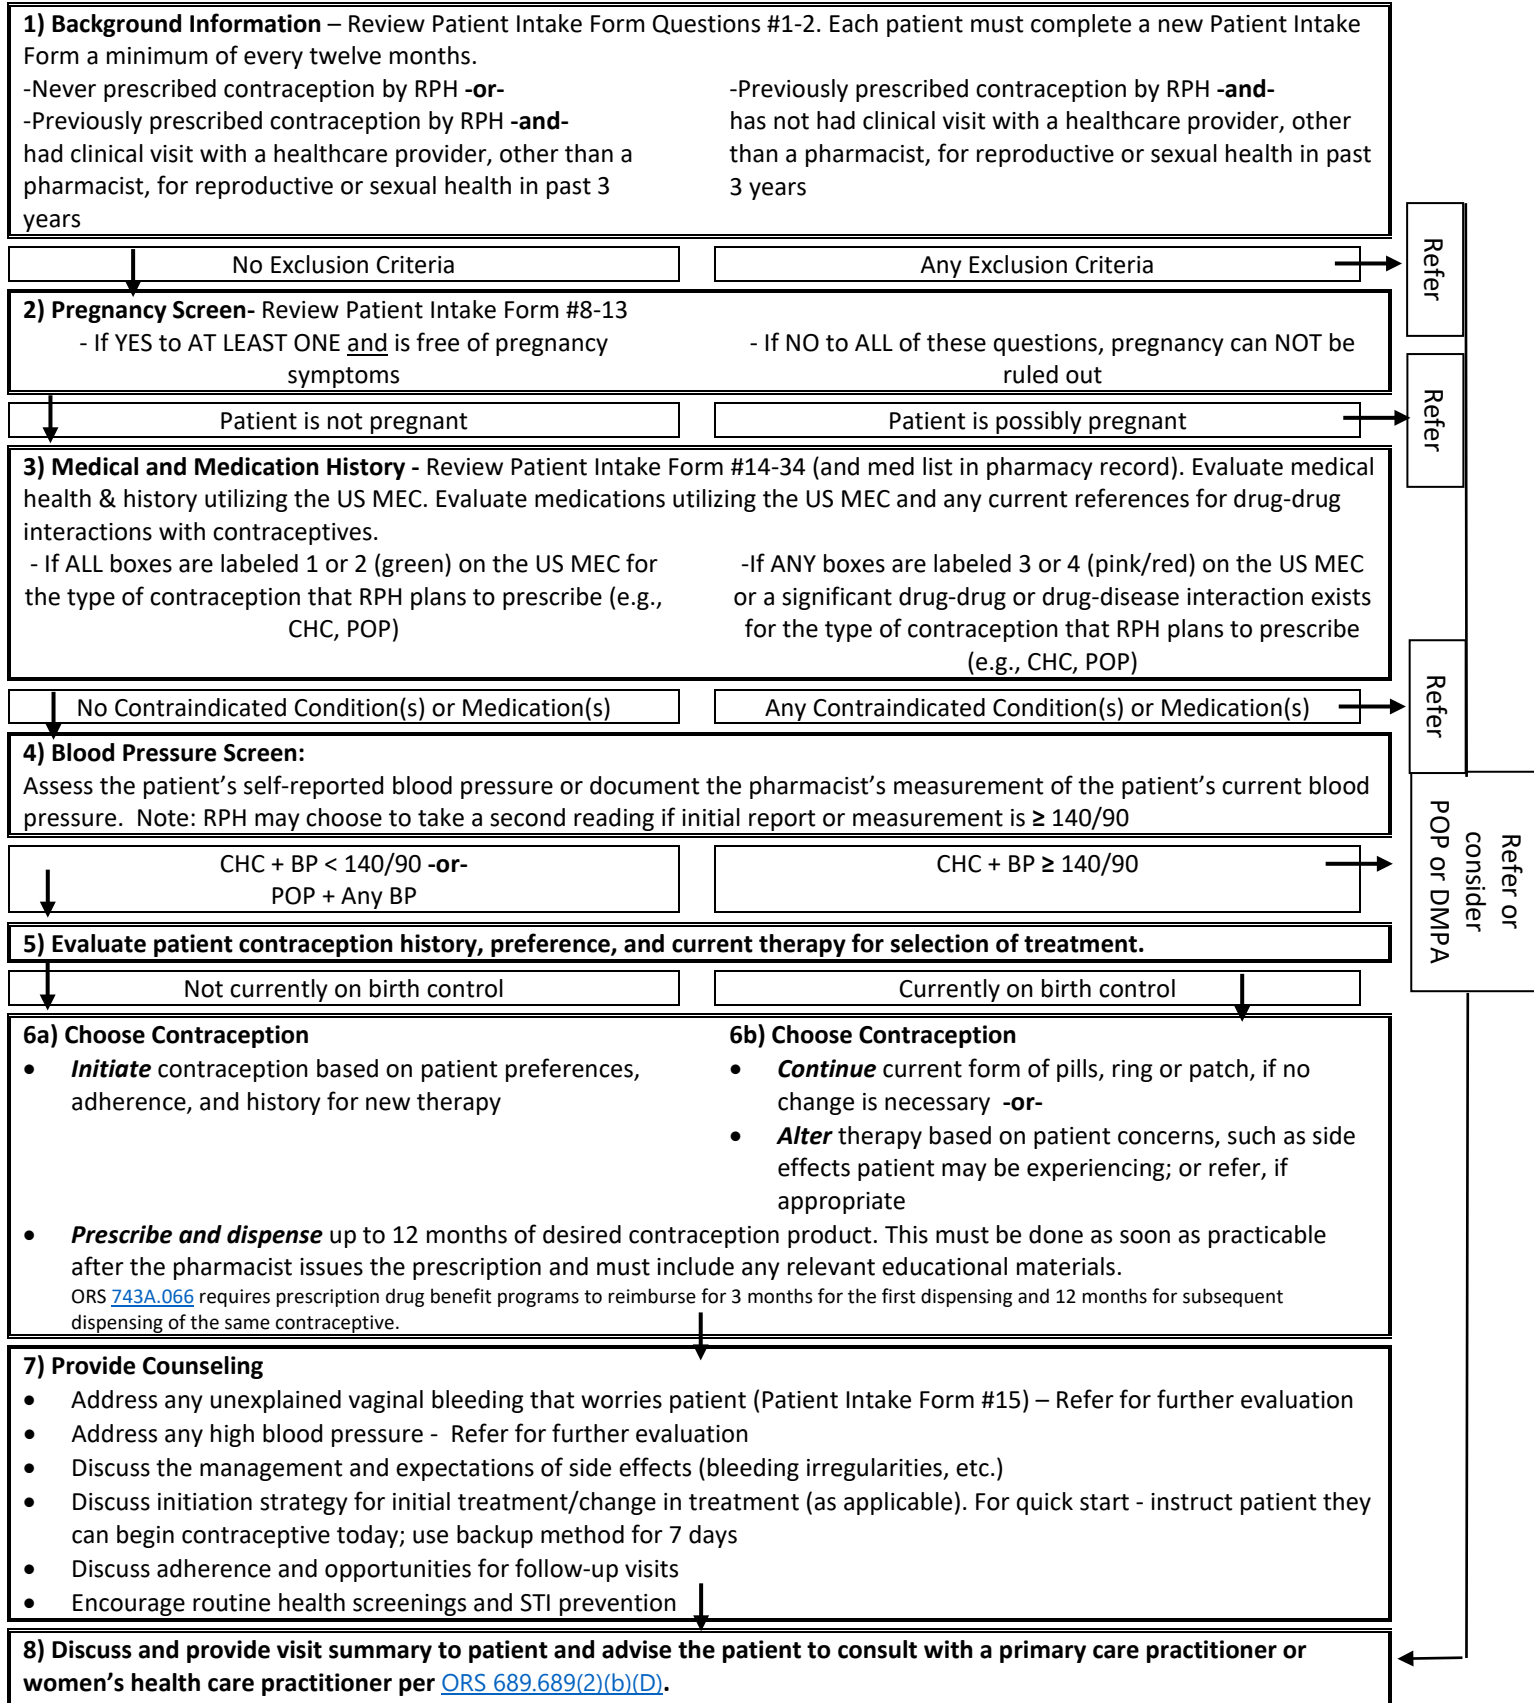 1) Background Information – Review Patient Intake Form Questions #1-2. Each patient must complete a new Patient Intake
Form a minimum of every twelve months.
-Never prescribed contraception by RPH -or-
-Previously prescribed contraception by RPH -and-
had clinical visit with a healthcare provider, other than a
pharmacist, for reproductive or sexual health in past 3
years
-Previously prescribed contraception by RPH -and-
has not had clinical visit with a healthcare provider, other
than a pharmacist, for reproductive or sexual health in past
3 years
No Exclusion Criteria
Any Exclusion Criteria
Refer
2) Pregnancy Screen- Review Patient Intake Form #8-13
- If YES to AT LEAST ONE and is free of pregnancy
symptoms
- If NO to ALL of these questions, pregnancy can NOT be
ruled out
Patient is not pregnant
Patient is possibly pregnant
Refer
3) Medical and Medication History - Review Patient Intake Form #14-34 (and med list in pharmacy record). Evaluate medical
health & history utilizing the US MEC. Evaluate medications utilizing the US MEC and any current references for drug-drug
interactions with contraceptives.
- If ALL boxes are labeled 1 or 2 (green) on the US MEC for
the type of contraception that RPH plans to prescribe (e.g.,
CHC, POP)
-If ANY boxes are labeled 3 or 4 (pink/red) on the US MEC
or a significant drug-drug or drug-disease interaction exists
for the type of contraception that RPH plans to prescribe
(e.g., CHC, POP)
No Contraindicated Condition(s) or Medication(s)
Any Contraindicated Condition(s) or Medication(s)
Refer
4) Blood Pressure Screen:
Assess the patient's self-reported blood pressure or document the pharmacist's measurement of the patient's current blood
pressure. Note: RPH may choose to take a second reading if initial report or measurement is ≥ 140/90
CHC + BP < 140/90 -or-
POP + Any BP
CHC + BP ≥ 140/90
Refer or
consider
POP or DMPA
5) Evaluate patient contraception history, preference, and current therapy for selection of treatment.
Not currently on birth control
Currently on birth control
6a) Choose Contraception
• Initiate contraception based on patient preferences,
adherence, and history for new therapy
6b) Choose Contraception
• Continue current form of pills, ring or patch, if no
change is necessary -or-
• Alter therapy based on patient concerns, such as side
effects patient may be experiencing; or refer, if
appropriate
• Prescribe and dispense up to 12 months of desired contraception product. This must be done as soon as practicable
after the pharmacist issues the prescription and must include any relevant educational materials.
ORS 743A.066 requires prescription drug benefit programs to reimburse for 3 months for the first dispensing and 12 months for subsequent
dispensing of the same contraceptive.
7) Provide Counseling
• Address any unexplained vaginal bleeding that worries patient (Patient Intake Form #15) – Refer for further evaluation
• Address any high blood pressure - Refer for further evaluation
• Discuss the management and expectations of side effects (bleeding irregularities, etc.)
• Discuss initiation strategy for initial treatment/change in treatment (as applicable). For quick start - instruct patient they
can begin contraceptive today; use backup method for 7 days
• Discuss adherence and opportunities for follow-up visits
• Encourage routine health screenings and STI prevention
8) Discuss and provide visit summary to patient and advise the patient to consult with a primary care practitioner or
women's health care practitioner per ORS 689.689(2)(b)(D).